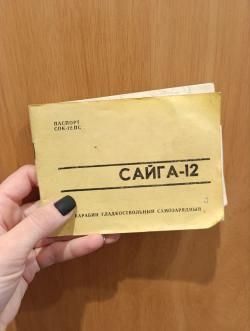 ПАСПОРТ
СОК-12.ПС
САЙГА-12
КАРАБИН ГЛАДКОСТВОЛЬНЫЙ САМОЗАРЯДНЫЙ